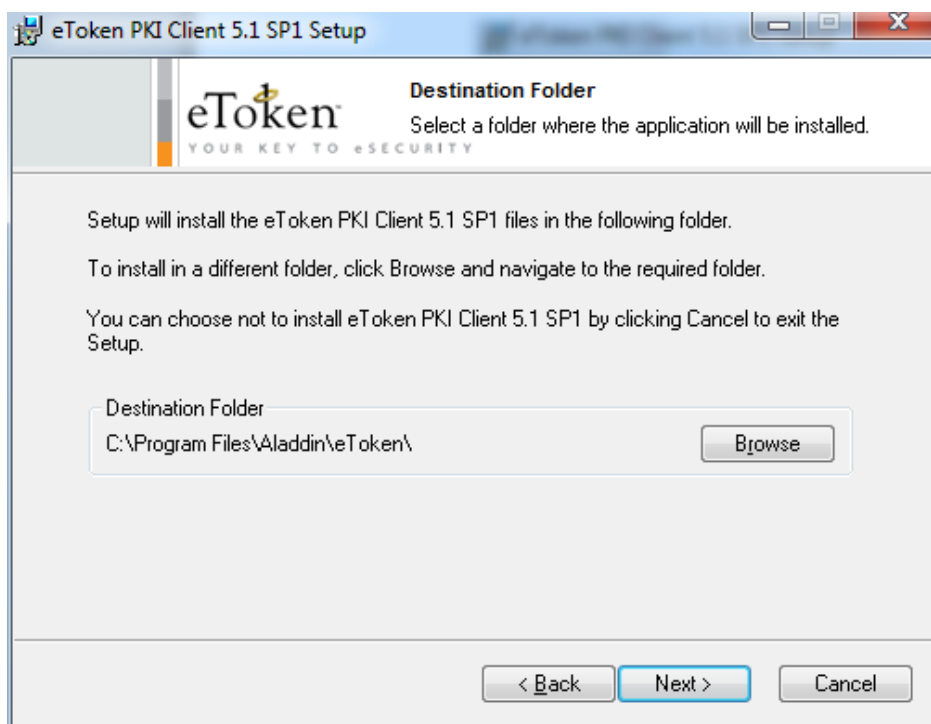 eToken PKI Client 5.1 SP1 Setup
eToken
YOUR KEY TO eSECURITY
Destination Folder
Select a folder where the application will be installed.
Setup will install the eToken PKI Client 5.1 SP1 files in the following folder.
To install in a different folder, click Browse and navigate to the required folder.
You can choose not to install eToken PKI Client 5.1 SP1 by clicking Cancel to exit the
Setup.
Destination Folder
C:\Program Files\Aladdin\eToken\
Browse
< Back
Next >
Cancel